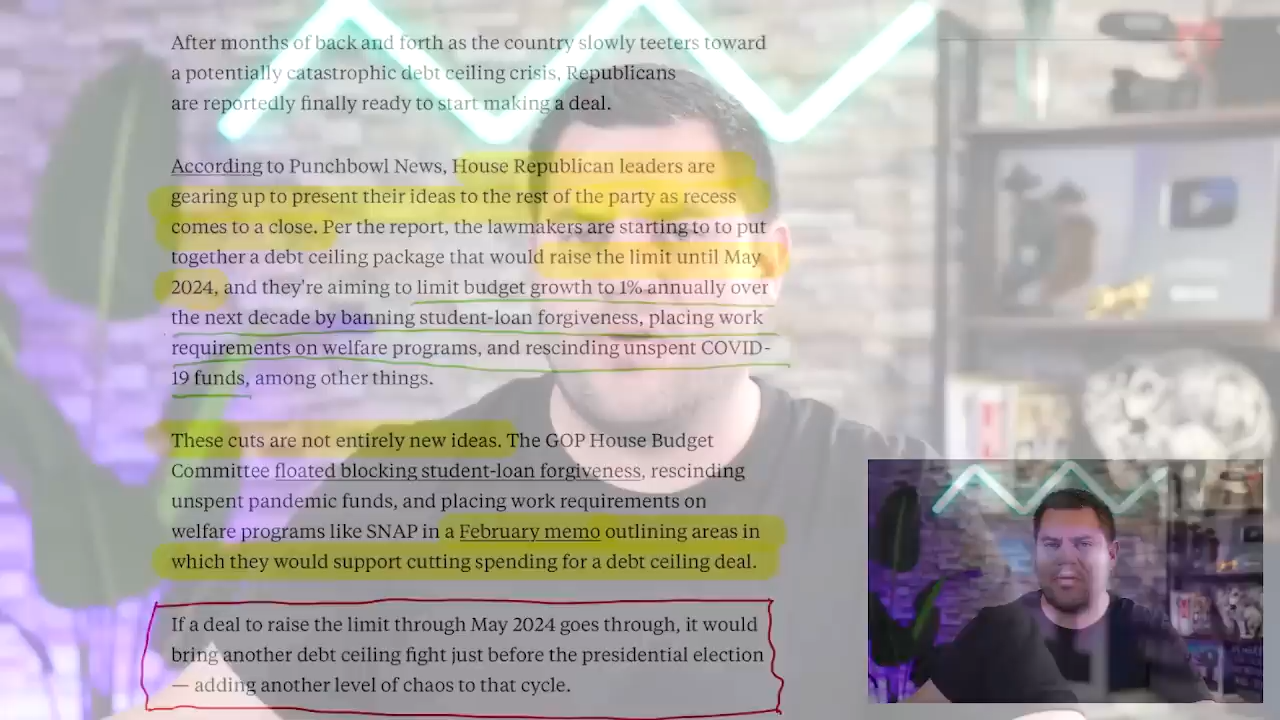 After months of back and forth as the country slowly teeters toward
a potentially catastrophic debt ceiling crisis, Republicans
are reportedly finally ready to start making a deal.
According to Punchbowl News, House Republican leaders are
gearing up to present their ideas to the rest of the party as recess
comes to a close. Per the report, the lawmakers are starting to to put
together a debt ceiling package that would raise the limit until May
2024, and they're aiming to limit budget growth to 1% annually over
the next decade by banning student-loan forgiveness, placing work
requirements on welfare programs, and rescinding unspent COVID-
19 funds, among other things.
These cuts are not entirely new ideas. The GOP House Budget
Committee floated blocking student-loan forgiveness, rescinding
unspent pandemic funds, and placing work requirements on
welfare programs like SNAP in a February memo outlining areas in
which they would support cutting spending for a debt ceiling deal.
If a deal to raise the limit through May 2024 goes through, it would
bring another debt ceiling fight just before the presidential election
— adding another level of chaos to that cycle.